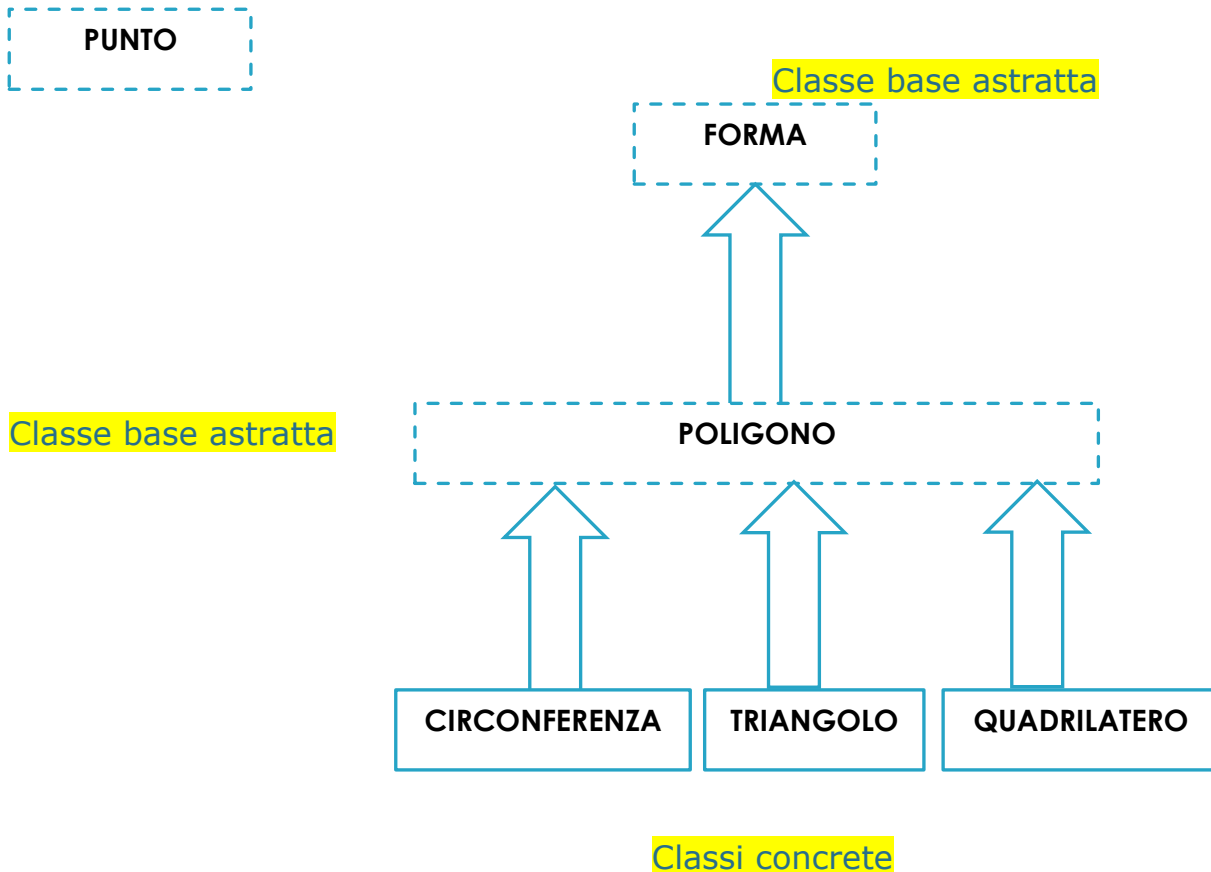 PUNTO
Classe base astratta
FORMA
Classe base astratta
POLIGONO
CIRCONFERENZA
TRIANGOLO
QUADRILATERO
Classi concrete